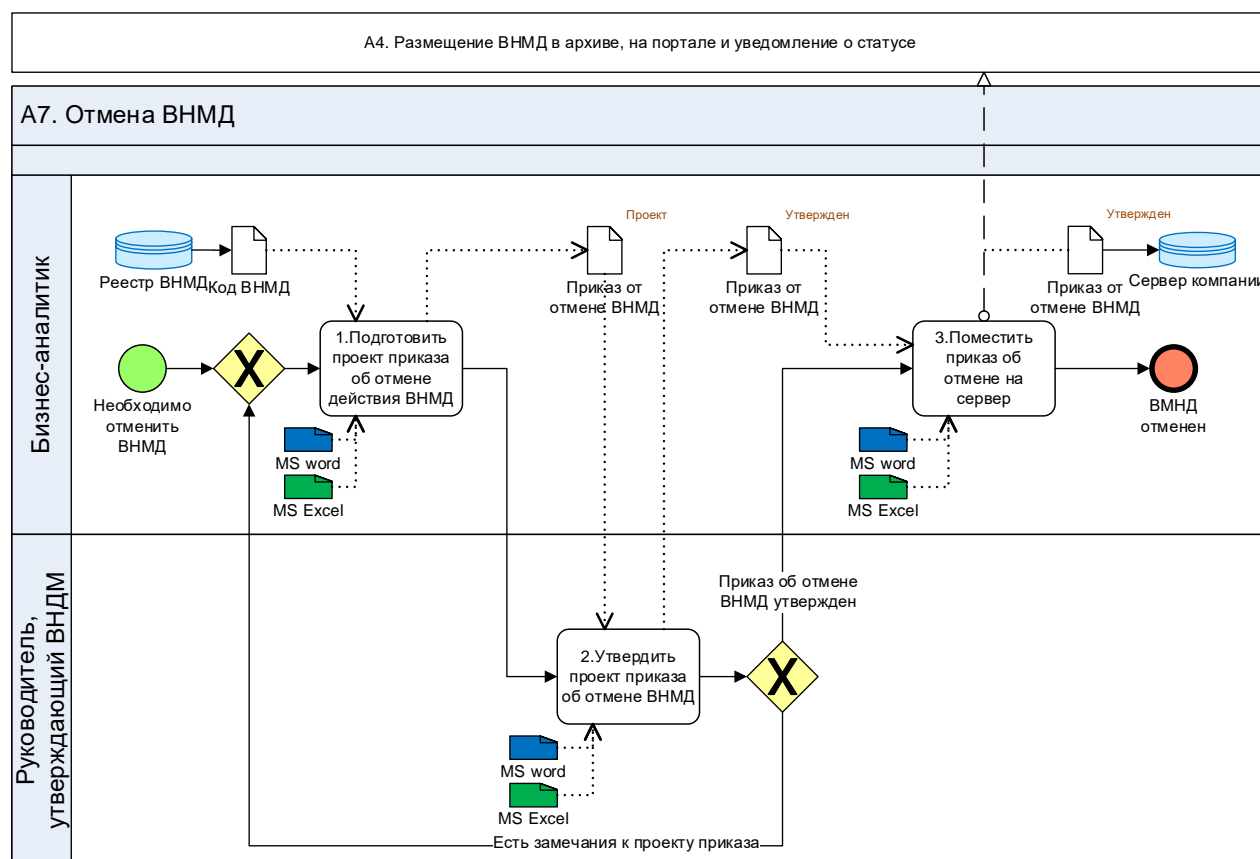 А4. Размещение ВНМД в архиве, на портале и уведомление о статусе
А7. Отмена ВНМД
Бизнес-аналитик
Проект
Утвержден
Утвержден
Реестр ВНМД
Код ВНМД
Приказ от
отмене ВНМД
Приказ от
отмене ВНМД
Приказ от
отмене ВНМД
Сервер компании
Необходимо
отменить
ВНМД
X
1.Подготовить
проект приказа
об отмене
действия ВНМД
3.Поместить
приказ об
отмене на
сервер
ВМНД
отменен
MS word
MS Excel
MS word
MS Excel
Руководитель,
утверждающий ВНДМ
Приказ об отмене
ВНМД утвержден
2.Утвердить
проект приказа
об отмене ВНМД
X
MS word
MS Excel
Есть замечания к проекту приказа